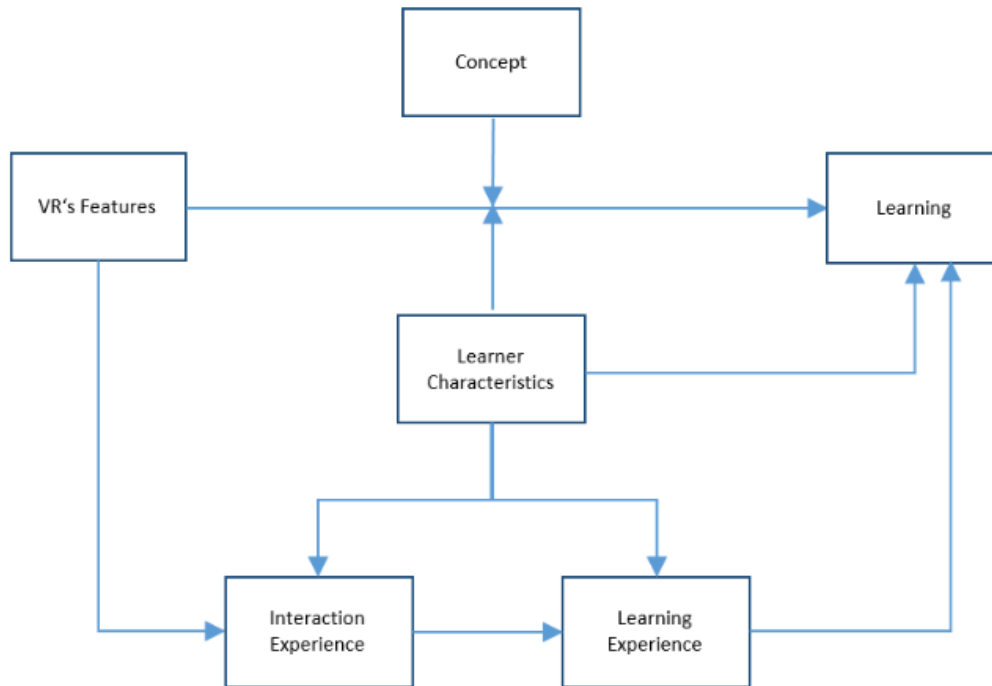 Concept
VR‘s Features
Learning
Learner
Characteristics
Interaction
Experience
Learning
Experience